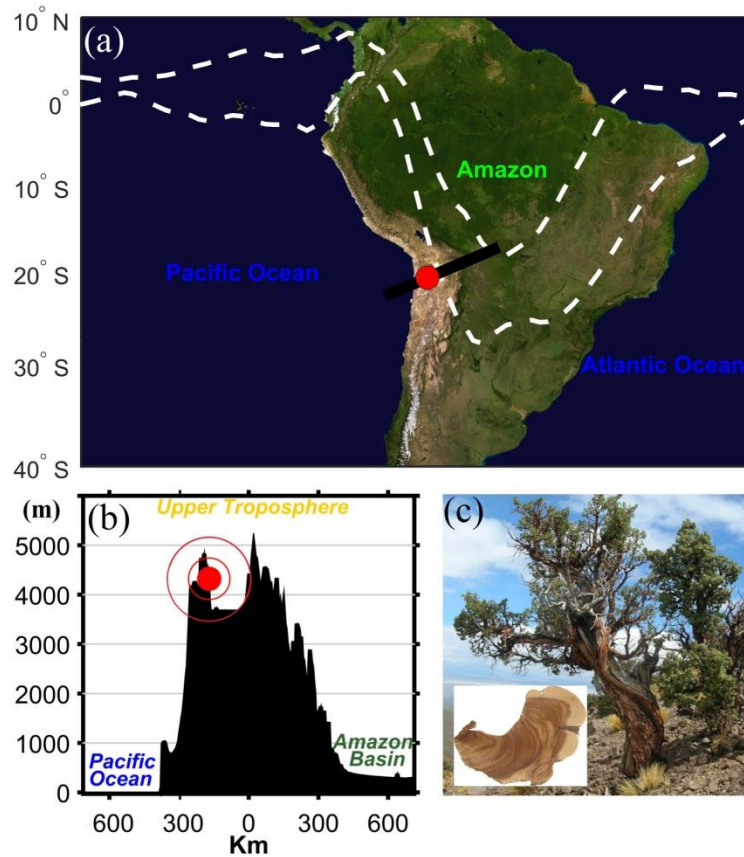 10° N
(a)
0°
10° S
Amazon
Pacific Ocean
20° S
30° S
Atlantic Ocean
40° S
(m)
(b)
Upper Troposphere
(c)
5000
4000
3000
2000
1000
Pacific
Ocean
Amazon
Basin
0
600 300 0 300 600
Km